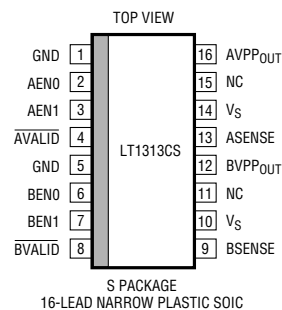 TOP VIEW
GND 1 16 AVPPOUT
AEN0 2 15 NC
AEN1 3 14 VS
AVALID 4 13 ASENSE
LT1313CS
GND 5 12 BVPPOUT
BEN0 6 11 NC
BEN1 7 10 VS
BVALID 8 9 BSENSE
S PACKAGE
16-LEAD NARROW PLASTIC SOIC